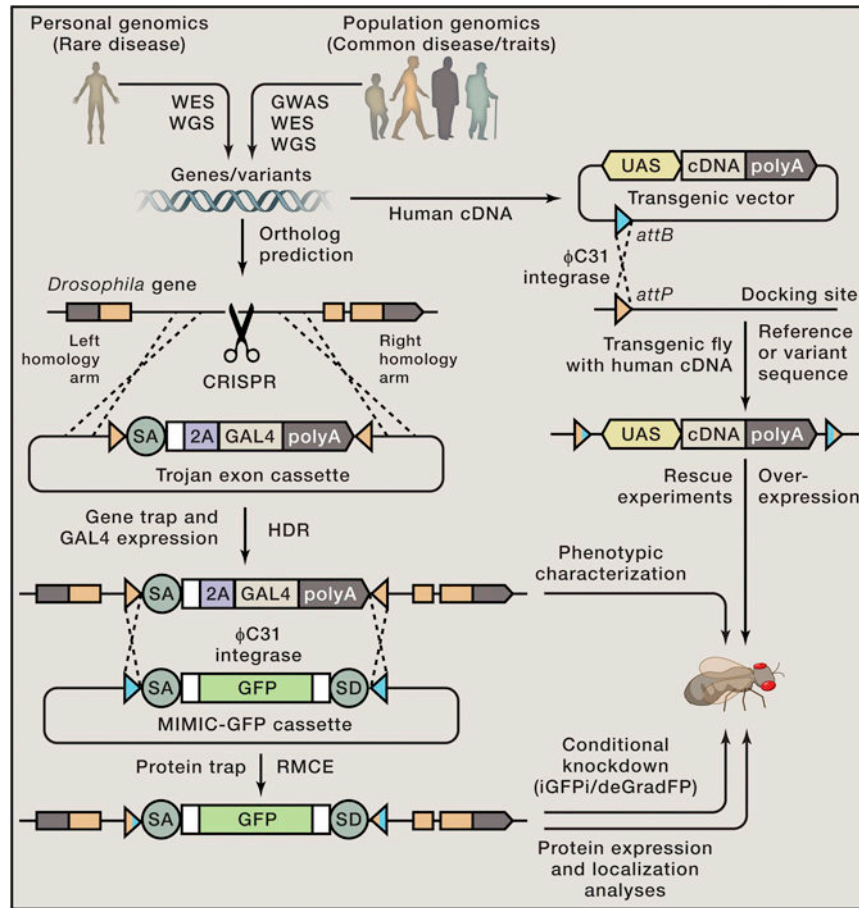 Personal genomics
(Rare disease)
Population genomics
(Common disease/traits)
WES
WGS
GWAS
WES
WGS
Genes/variants
Human cDNA
UAS
cDNA
polyA
Transgenic vector
attB
ϕC31
integrase
attP
Docking site
Ortholog
prediction
Drosophila gene
Left
homology
arm
CRISPR
Right
homology
arm
Transgenic fly
with human cDNA
Reference
or variant
sequence
SA
2A
GAL4
polyA
Trojan exon cassette
UAS
cDNA
polyA
Rescue
experiments
Over-
expression
Gene trap and
GAL4 expression
HDR
Phenotypic
characterization
SA
2A
GAL4
polyA
ϕC31
integrase
SA
GFP
SD
MIMIC-GFP cassette
Protein trap
RMCE
Conditional
knockdown
(iGFPi/deGradFP)
SA
GFP
SD
Protein expression
and localization
analyses